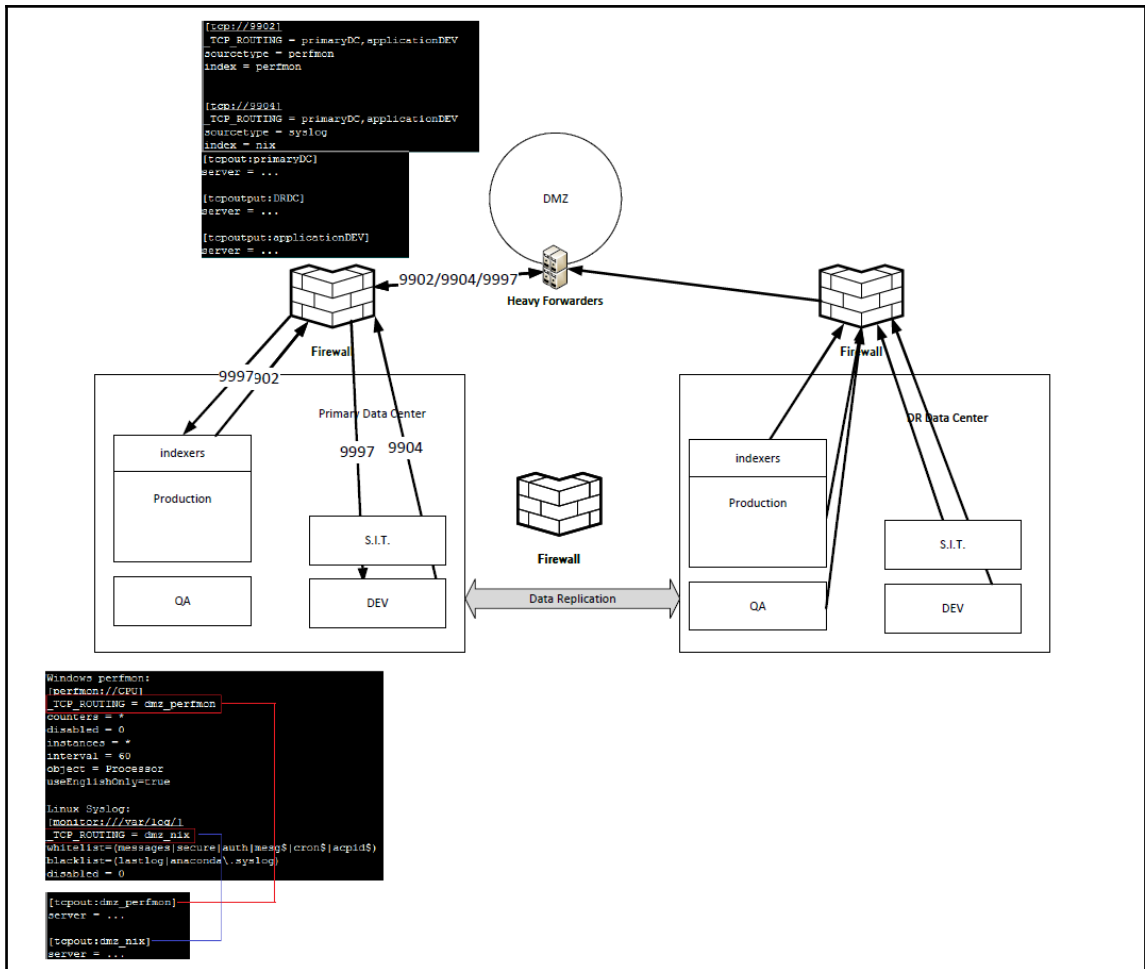 [tcp://9902]
_TCP_ROUTING = primaryDC,applicationDEV
sourcetype = perfmon
index = perfmon
[tcp://9904]
_TCP_ROUTING = primaryDC,applicationDEV
sourcetype = syslog
index = nix
[tcpout:primaryDC]
server = ...
[tcpoutput:DRDC]
server = ...
[tcpoutput:applicationDEV]
server = ...
DMZ
9902/9904/9997
Heavy Forwarders
Firewall
Firewall
9997
902
Primary Data Center
DR Data Center
indexers
Production
9997
9904
S.I.T.
QA
DEV
Firewall
Data Replication
indexers
Production
S.I.T.
QA
DEV
Windows perfmon:
[perfmon://CPU]
_TCP_ROUTING = dmz_perfmon
counters = *
disabled = 0
instances = *
interval = 60
object = Processor
useEnglishOnly=true
Linux Syslog:
[monitor:///var/log/]
_TCP_ROUTING = dmz_nix
whitelist=(messages|secure|auth|mesg$|cron$|acpid$)
blacklist=(lastlog|anaconda\.syslog)
disabled = 0
[tcpout:dmz_perfmon]
server = ...
[tcpout:dmz_nix]
server = ...